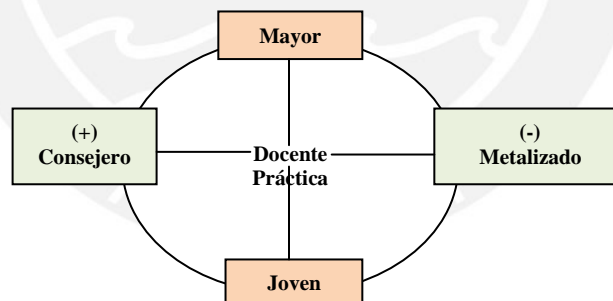 Mayor
(+)
Consejero
Docente
Práctica
(-)
Metalizado
Joven